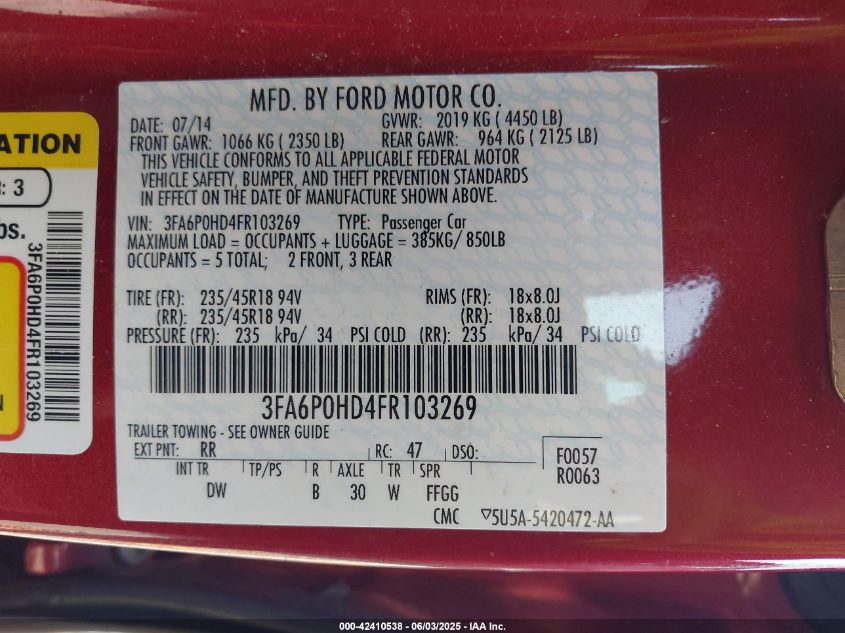 MFD. BY FORD MOTOR CO.
DATE: 07/14 GVWR: 2019 KG ( 4450 LB)
FRONT GAWR: 1066 KG ( 2350 LB) REAR GAWR: 964 KG ( 2125 LB)
THIS VEHICLE CONFORMS TO ALL APPLICABLE FEDERAL MOTOR
VEHICLE SAFETY, BUMPER, AND THEFT PREVENTION STANDARDS
IN EFFECT ON THE DATE OF MANUFACTURE SHOWN ABOVE.
VIN: 3FA6P0HD4FR103269 TYPE: Passenger Car
MAXIMUM LOAD = OCCUPANTS + LUGGAGE = 385KG/ 850LB
OCCUPANTS = 5 TOTAL; 2 FRONT, 3 REAR
TIRE (FR): 235/45R18 94V RIMS (FR): 18x8.0J
(RR): 235/45R18 94V (RR): 18x8.0J
PRESSURE (FR): 235 kPa/ 34 PSI COLD (RR): 235 kPa/ 34 PSI COLD
3FA6P0HD4FR103269
TRAILER TOWING - SEE OWNER GUIDE
EXT PNT: RR RC: 47 DSO:
INT TR TP/PS R AXLE TR SPR
DW B 30 W FFGG
F0057
R0063
CMC ▽5U5A-5420472-AA
ATION
: 3
bs.
3FA6P0HD4FR103269
N
000-42410538 - 06/03/2025 - IAA Inc.